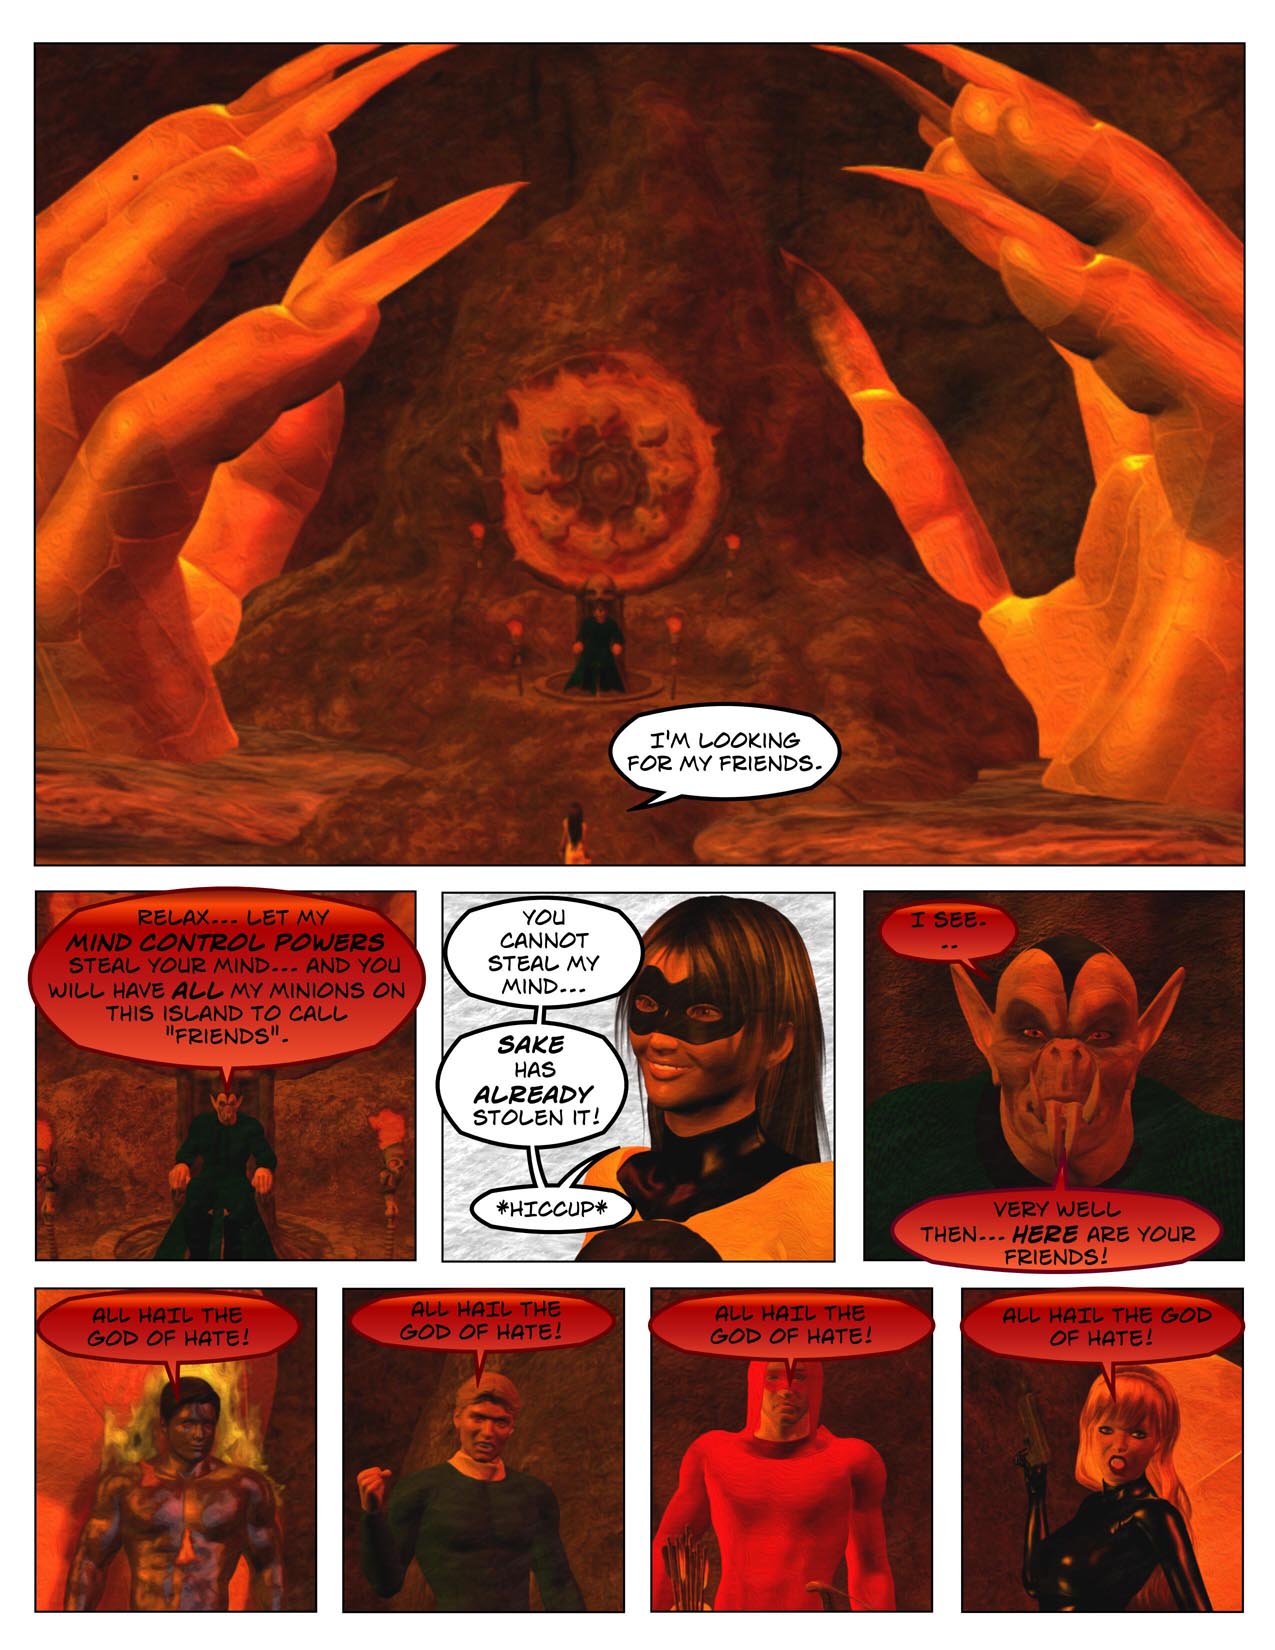 I'M LOOKING
FOR MY FRIENDS.
RELAX... LET MY
MIND CONTROL POWERS
STEAL YOUR MIND... AND YOU
WILL HAVE ALL MY MINIONS ON
THIS ISLAND TO CALL
"FRIENDS".
YOU
CANNOT
STEAL MY
MIND...
SAKE
HAS
ALREADY
STOLEN IT!
*HICCUP*
I SEE.
..
VERY WELL
THEN... HERE ARE YOUR
FRIENDS!
ALL HAIL THE
GOD OF HATE!
ALL HAIL THE
GOD OF HATE!
ALL HAIL THE
GOD OF HATE!
ALL HAIL THE GOD
OF HATE!